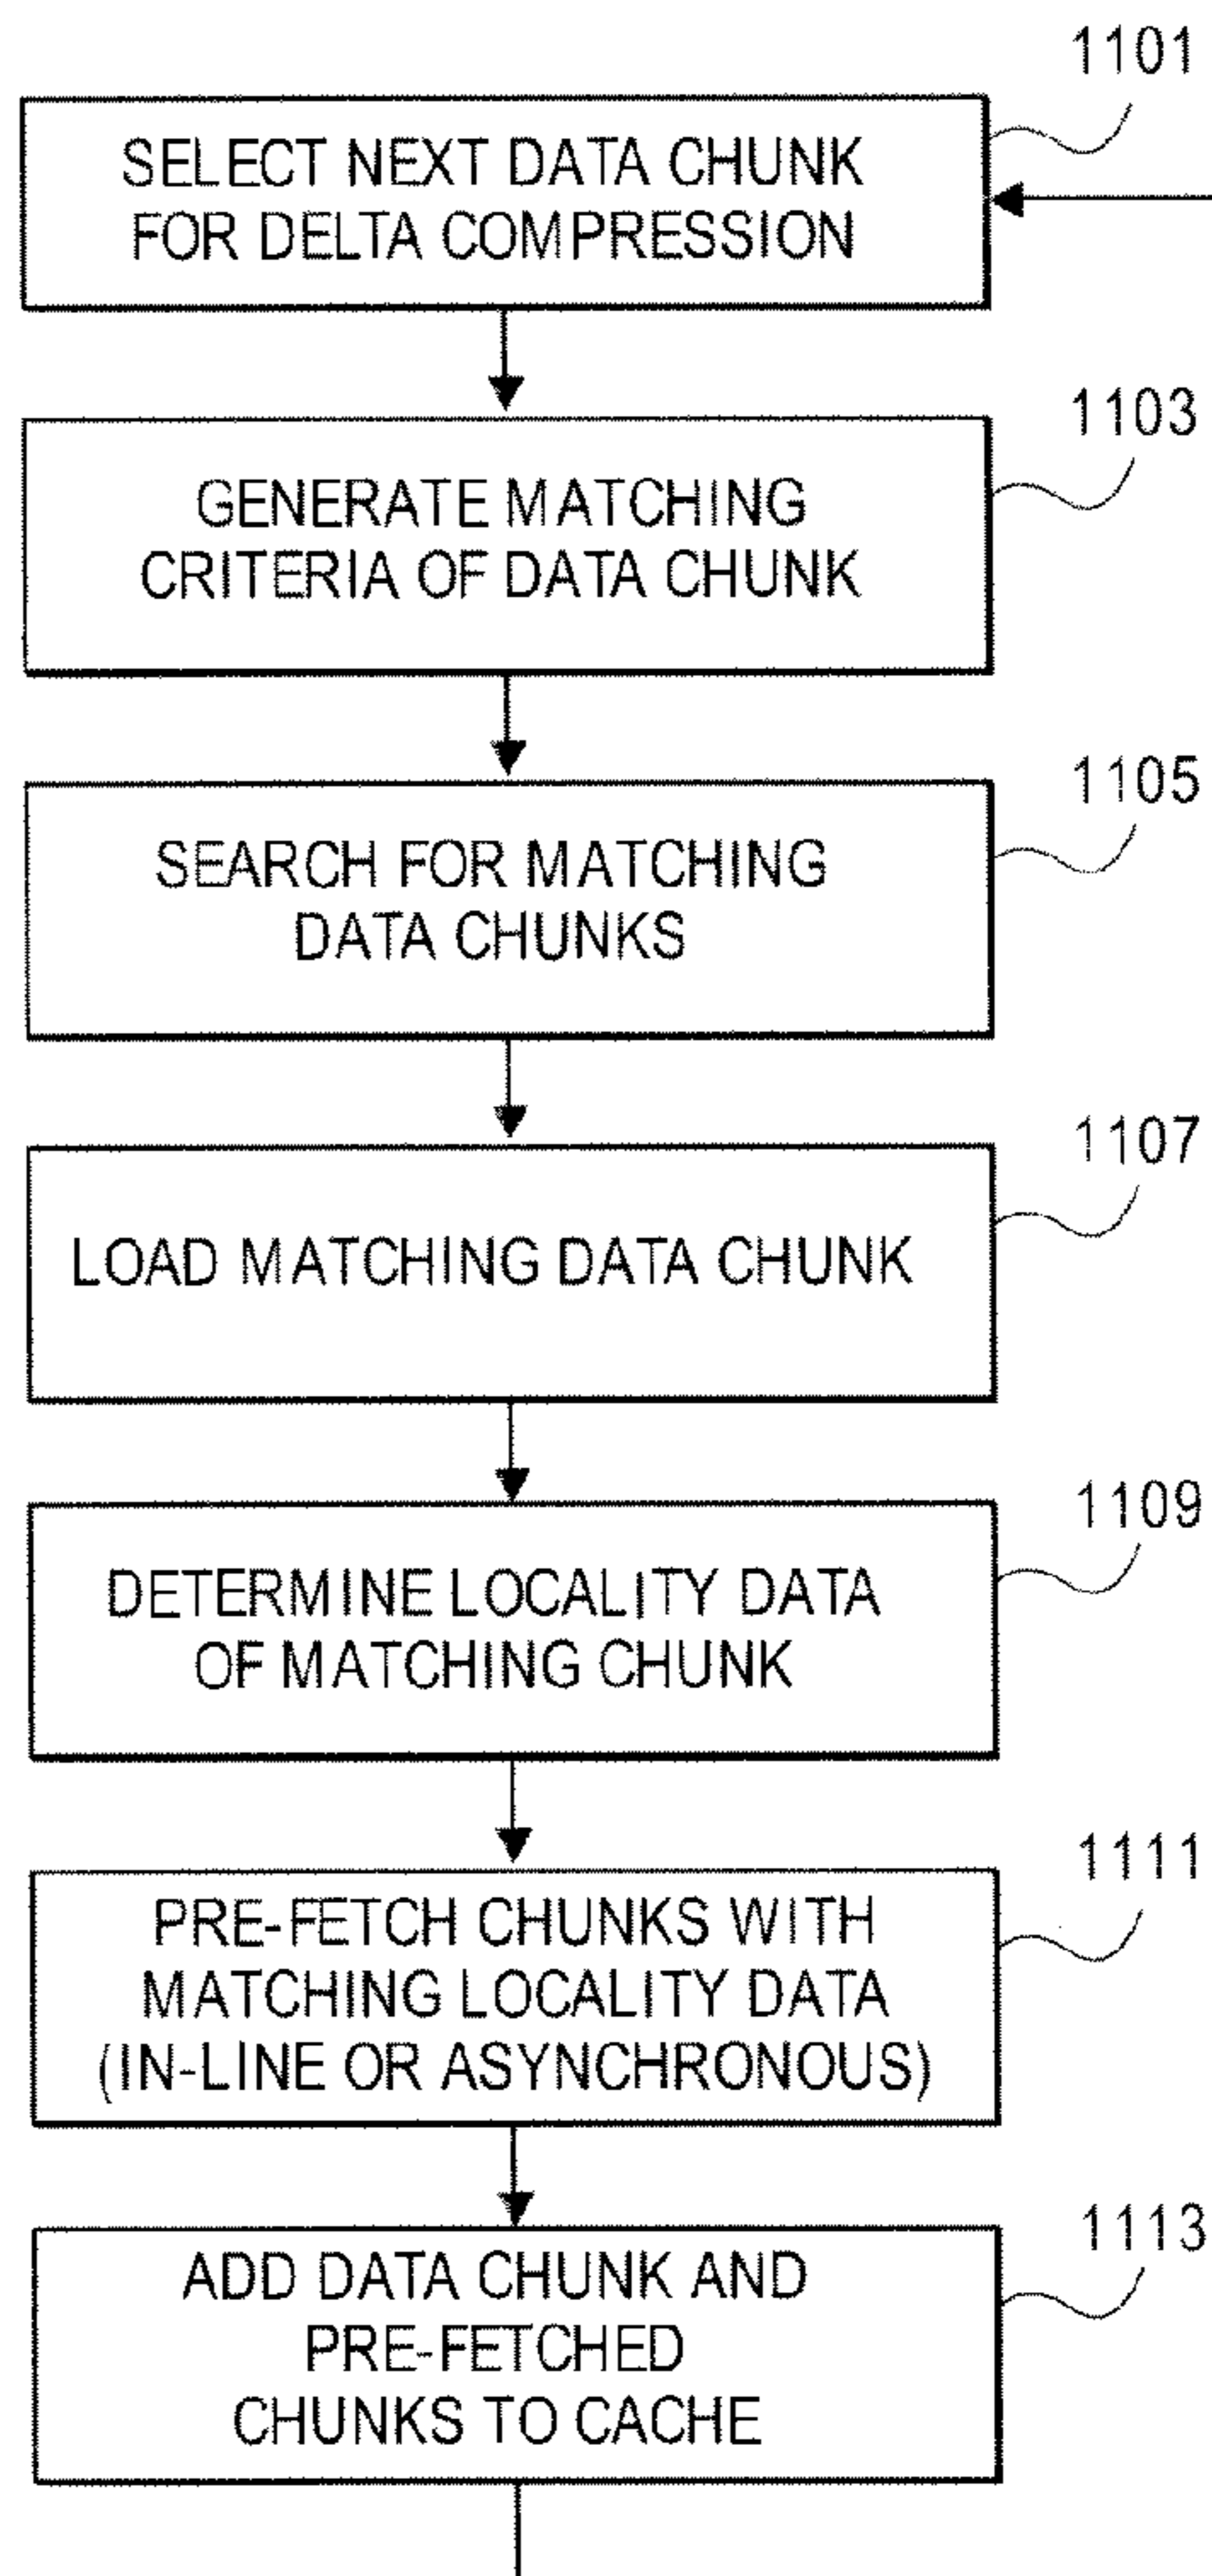 1101
SELECT NEXT DATA CHUNK
FOR DELTA COMPRESSION
1103
GENERATE MATCHING
CRITERIA OF DATA CHUNK
1105
SEARCH FOR MATCHING
DATA CHUNKS
1107
LOAD MATCHING DATA CHUNK
1109
DETERMINE LOCALITY DATA
OF MATCHING CHUNK
1111
PRE-FETCH CHUNKS WITH
MATCHING LOCALITY DATA
(IN-LINE OR ASYNCHRONOUS)
1113
ADD DATA CHUNK AND
PRE-FETCHED
CHUNKS TO CACHE